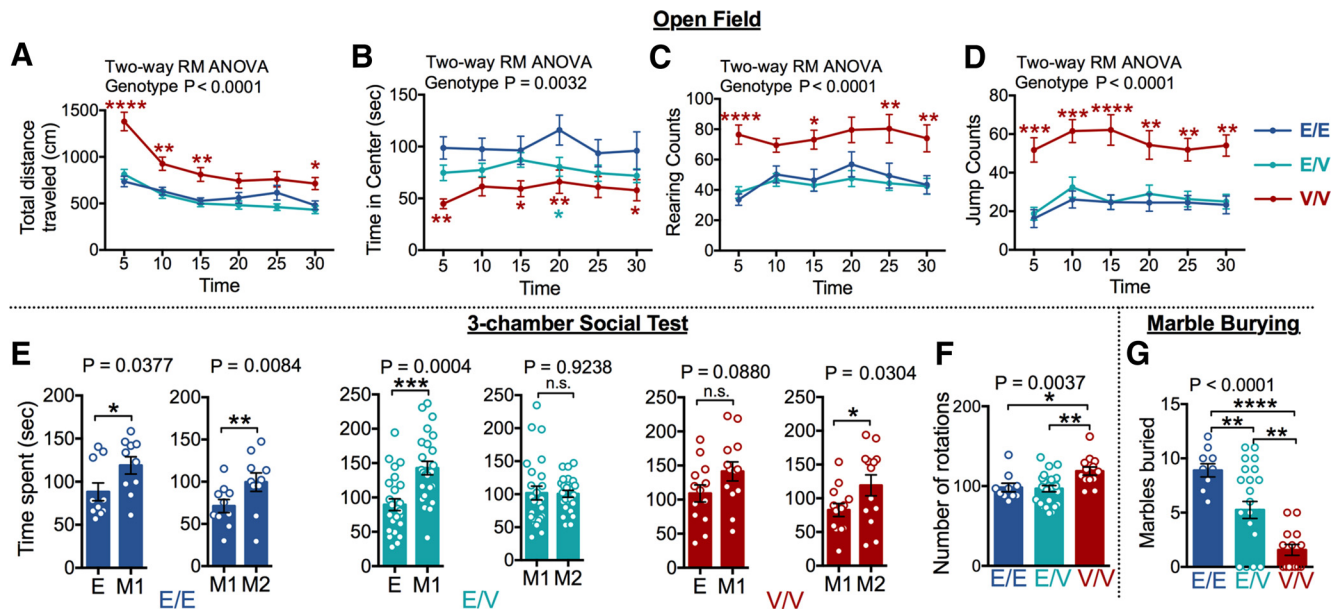 Open Field
A
Two-way RM ANOVA
Genotype P < 0.0001
Total distance
traveled (cm)
1500
1000
500
0
****
**
**
*
5 10 15 20 25 30
Time
B
Two-way RM ANOVA
Genotype P = 0.0032
Time in Center (sec)
150
100
50
0
**
*
**
*
*
5 10 15 20 25 30
Time
C
Two-way RM ANOVA
Genotype P < 0.0001
Rearing Counts
100
80
60
40
20
0
****
*
**
**
5 10 15 20 25 30
Time
D
Two-way RM ANOVA
Genotype P < 0.0001
Jump Counts
80
60
40
20
0
***
***
****
**
**
**
5 10 15 20 25 30
Time
E/E
E/V
V/V
3-chamber Social Test
E
Time spent (sec)
P = 0.0377
*
200
150
100
50
0
E M1
P = 0.0084
**
200
150
100
50
0
M1 M2
E/E
P = 0.0004
***
250
200
150
100
50
0
E M1
P = 0.9238
n.s.
250
200
150
100
50
0
M1 M2
E/V
P = 0.0880
n.s.
250
200
150
100
50
0
E M1
P = 0.0304
*
250
200
150
100
50
0
M1 M2
V/V
F
P = 0.0037
*
**
Number of rotations
200
100
0
E/E E/V V/V
Marble Burying
G
P < 0.0001
****
**
**
Marbles buried
15
10
5
0
E/E E/V V/V